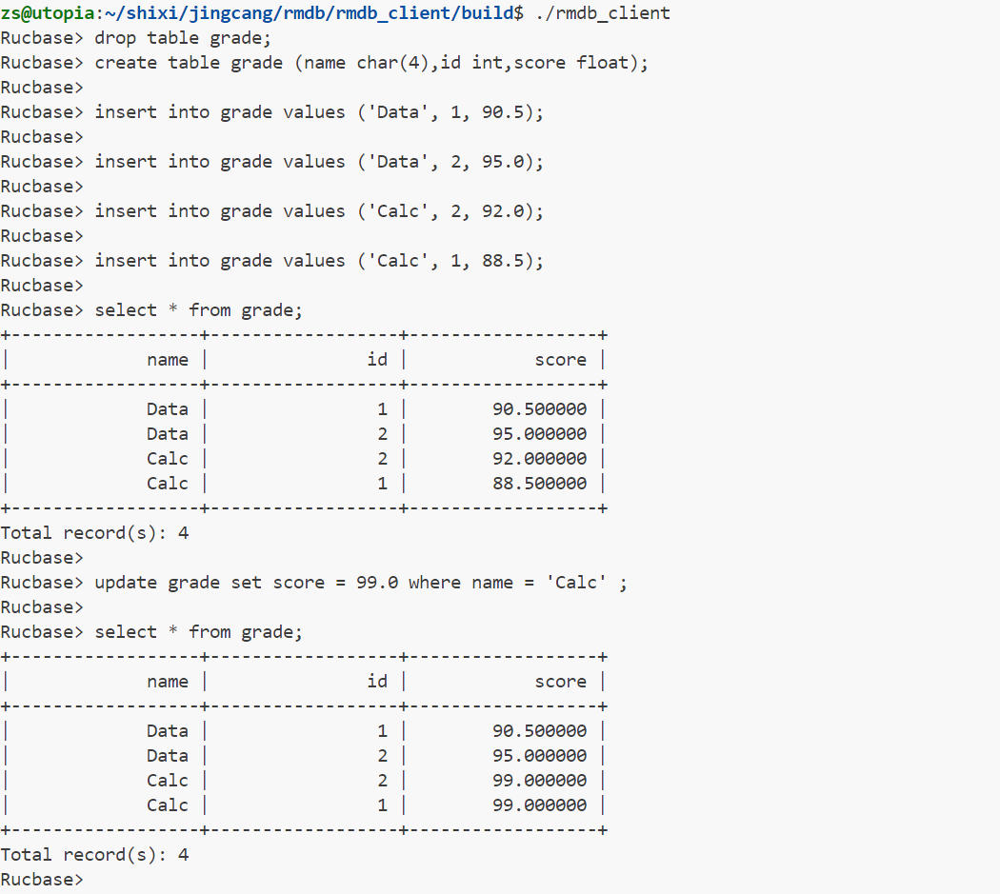 zs@utopia:~/shixi/jingcang/rmdb/rmdb_client/build$ ./rmdb_client
Rucbase> drop table grade;
Rucbase> create table grade (name char(4),id int,score float);
Rucbase>
Rucbase> insert into grade values ('Data', 1, 90.5);
Rucbase>
Rucbase> insert into grade values ('Data', 2, 95.0);
Rucbase>
Rucbase> insert into grade values ('Calc', 2, 92.0);
Rucbase>
Rucbase> insert into grade values ('Calc', 1, 88.5);
Rucbase>
Rucbase> select * from grade;
+------------------+------------------+------------------+
|             name |               id |            score |
+------------------+------------------+------------------+
|             Data |                1 |        90.500000 |
|             Data |                2 |        95.000000 |
|             Calc |                2 |        92.000000 |
|             Calc |                1 |        88.500000 |
+------------------+------------------+------------------+
Total record(s): 4
Rucbase>
Rucbase> update grade set score = 99.0 where name = 'Calc' ;
Rucbase>
Rucbase> select * from grade;
+------------------+------------------+------------------+
|             name |               id |            score |
+------------------+------------------+------------------+
|             Data |                1 |        90.500000 |
|             Data |                2 |        95.000000 |
|             Calc |                2 |        99.000000 |
|             Calc |                1 |        99.000000 |
+------------------+------------------+------------------+
Total record(s): 4
Rucbase>